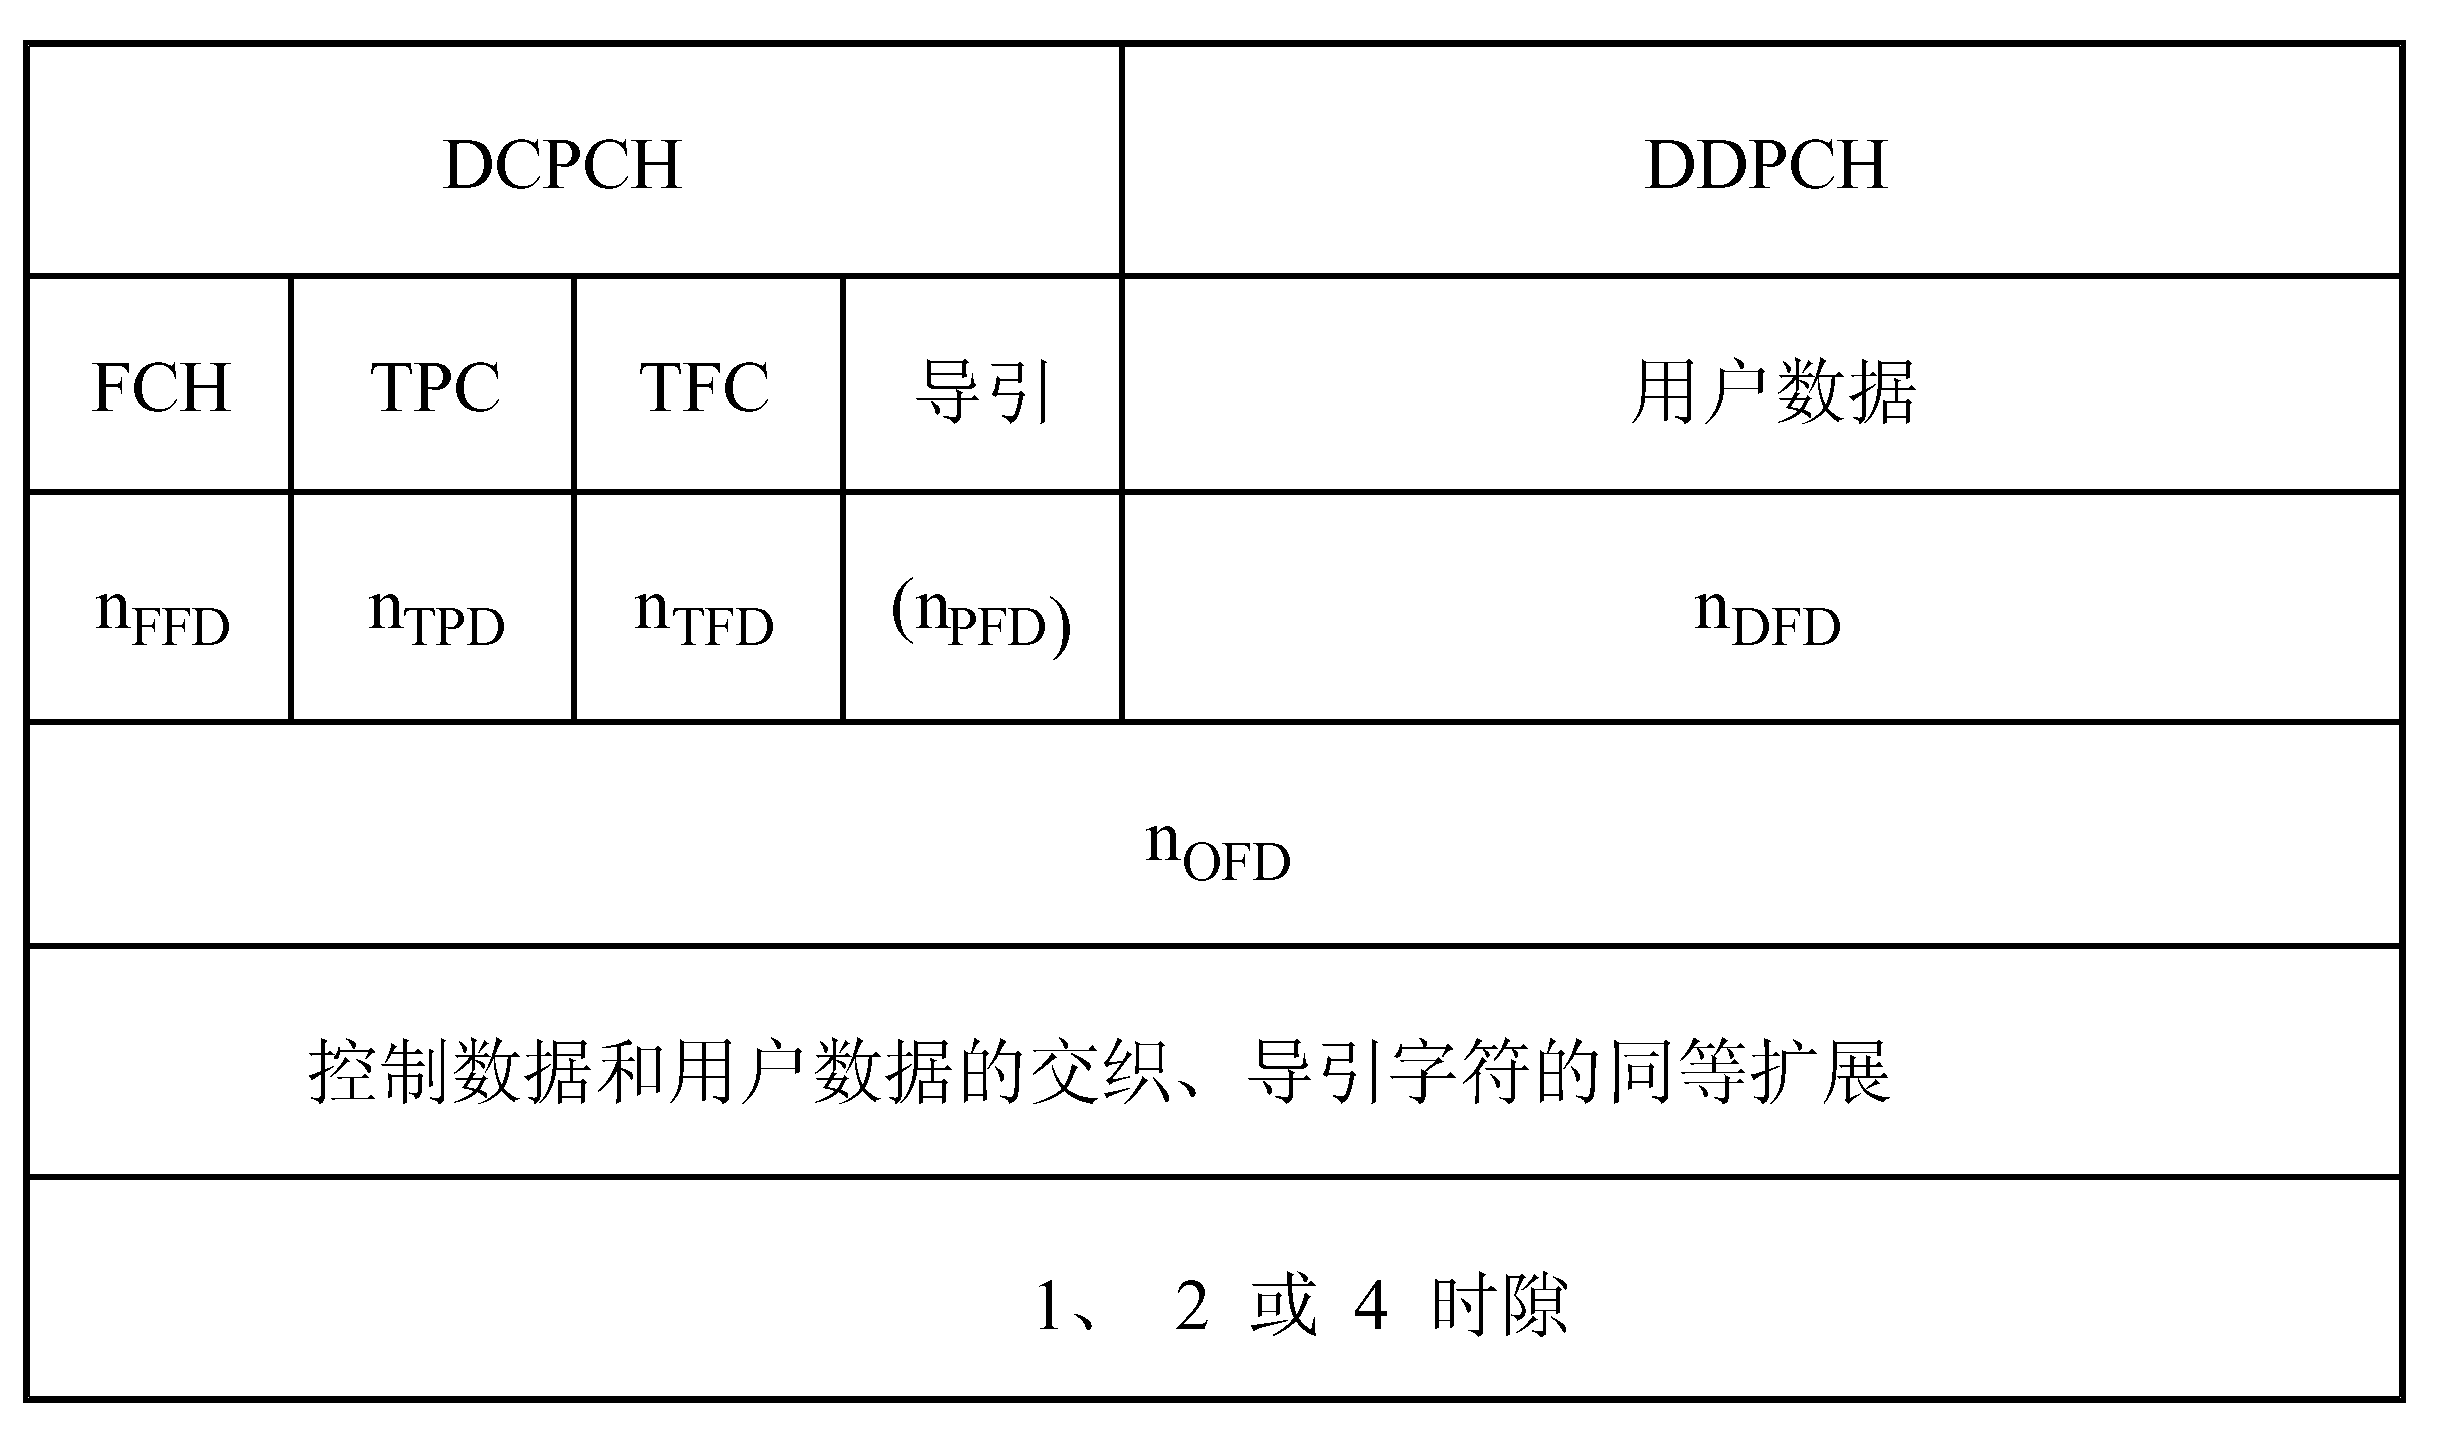 DCPCH DDPCH
FCH TPC TFC 导引 用户数据
nFFD nTPD nTFD (nPFD) nDFD
nOFD
控制数据和用户数据的交织、导引字符的同等扩展
1、 2 或 4 时隙